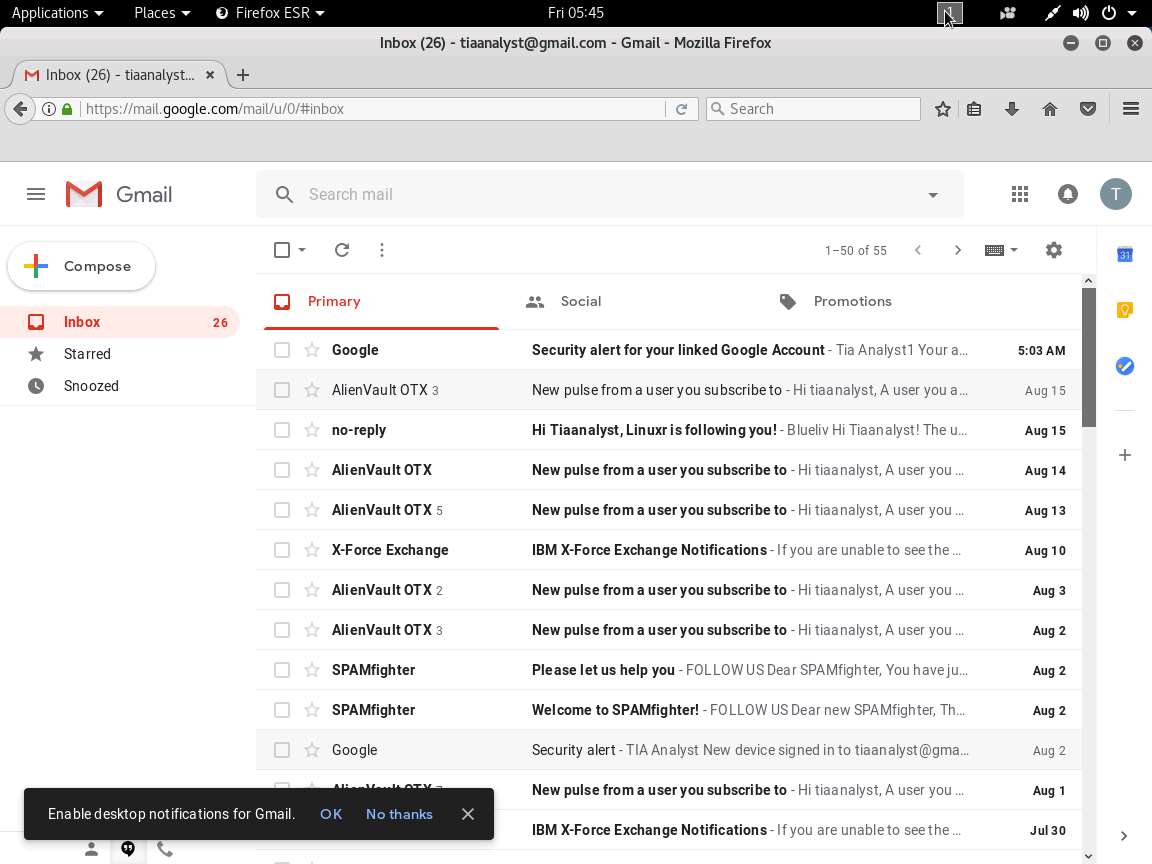 Applications Places Firefox ESR Fri 05:45 1
Inbox (26) - tiaanalyst@gmail.com - Gmail - Mozilla Firefox
Inbox (26) - tiaanalyst...
https://mail.google.com/mail/u/0/#inbox Search
Gmail Search mail T
Compose 1–50 of 55 31
Primary Social Promotions
Inbox 26
Starred
Snoozed
Google Security alert for your linked Google Account - Tia Analyst1 Your a... 5:03 AM
AlienVault OTX 3 New pulse from a user you subscribe to - Hi tiaanalyst, A user you a... Aug 15
no-reply Hi Tiaanalyst, Linuxr is following you! - Blueliv Hi Tiaanalyst! The u... Aug 15
AlienVault OTX New pulse from a user you subscribe to - Hi tiaanalyst, A user you ... Aug 14
AlienVault OTX 5 New pulse from a user you subscribe to - Hi tiaanalyst, A user you ... Aug 13
X-Force Exchange IBM X-Force Exchange Notifications - If you are unable to see the ... Aug 10
AlienVault OTX 2 New pulse from a user you subscribe to - Hi tiaanalyst, A user you ... Aug 3
AlienVault OTX 3 New pulse from a user you subscribe to - Hi tiaanalyst, A user you ... Aug 2
SPAMfighter Please let us help you - FOLLOW US Dear SPAMfighter, You have ju... Aug 2
SPAMfighter Welcome to SPAMfighter! - FOLLOW US Dear new SPAMfighter, Th... Aug 2
Google Security alert - TIA Analyst New device signed in to tiaanalyst@gma... Aug 2
AlienVault OTX New pulse from a user you subscribe to - Hi tiaanalyst, A user you ... Aug 1
Enable desktop notifications for Gmail. OK No thanks
IBM X-Force Exchange Notifications - If you are unable to see the ... Jul 30